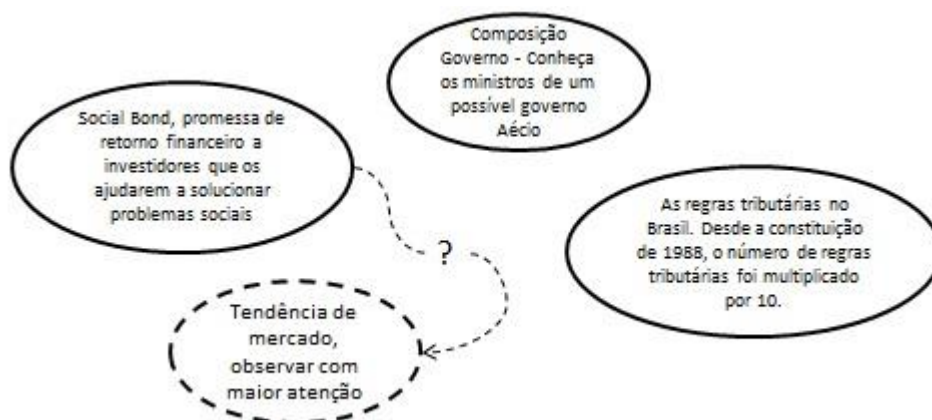 Composição
Governo - Conheça
os ministros de um
possível governo
Aécio
Social Bond, promessa de
retorno financeiro a
investidores que os
ajudarem a solucionar
problemas sociais
As regras tributárias no
Brasil. Desde a constituição
de 1988, o número de regras
tributárias foi multiplicado
por 10.
?
Tendência de
mercado,
observar com
maior atenção